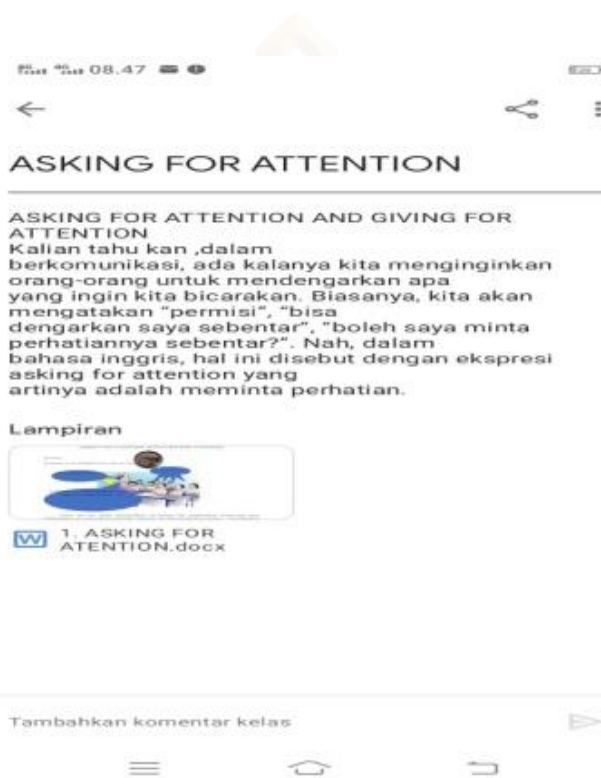 08.47
ASKING FOR ATTENTION
ASKING FOR ATTENTION AND GIVING FOR
ATTENTION
Kalian tahu kan ,dalam
berkomunikasi, ada kalanya kita menginginkan
orang-orang untuk mendengarkan apa
yang ingin kita bicarakan. Biasanya, kita akan
mengatakan "permisi", "bisa
dengarkan saya sebentar", "boleh saya minta
perhatiannya sebentar?". Nah, dalam
bahasa inggris, hal ini disebut dengan ekspresi
asking for attention yang
artinya adalah meminta perhatian.
Lampiran
W 1. ASKING FOR
ATENTION.docx
Tambahkan komentar kelas